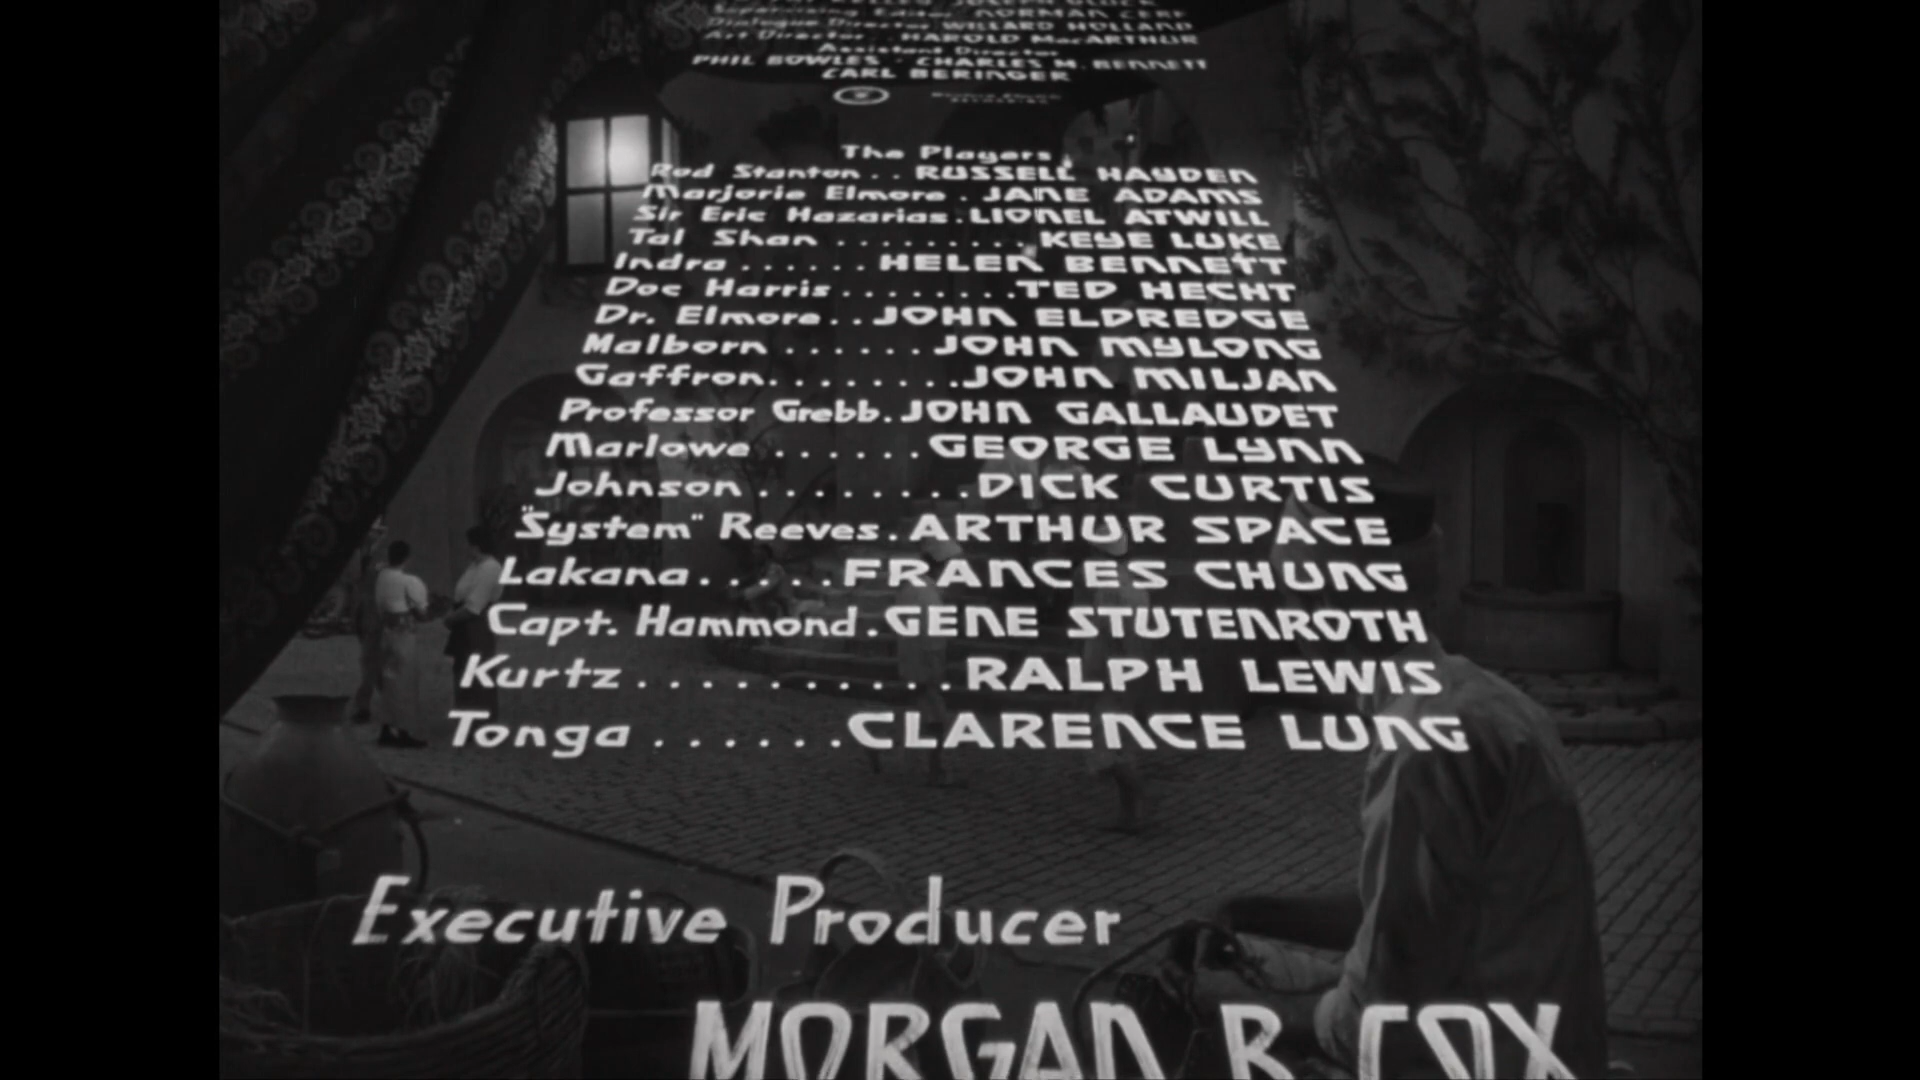 Supervising Editor NORMAN CERF
Dialogue Director WILLARD HOLLAND
Art Director.. HAROLD MacARTHUR
Assistant Director
PHIL BOWLES - CHARLES M. BENNETT
CARL BERINGER
The Players
Rod Stanton.. RUSSELL HAYDEN
Marjorie Elmore. JANE ADAMS
Sir Eric Hazarias. LIONEL ATWILL
Tal Shan ......... KEYE LUKE
Indra ...... HELEN BENNETT
Doc Harris ........ TED HECHT
Dr. Elmore.. JOHN ELDREDGE
Malborn ...... JOHN MYLONG
Gaffron........ JOHN MILJAN
Professor Grebb. JOHN GALLAUDET
Marlowe ...... GEORGE LYNN
Johnson ........ DICK CURTIS
"System" Reeves. ARTHUR SPACE
Lakana..... FRANCES CHUNG
Capt. Hammond. GENE STUTENROTH
Kurtz ........... RALPH LEWIS
Tonga ...... CLARENCE LUNG
Executive Producer
MORGAN B. COX